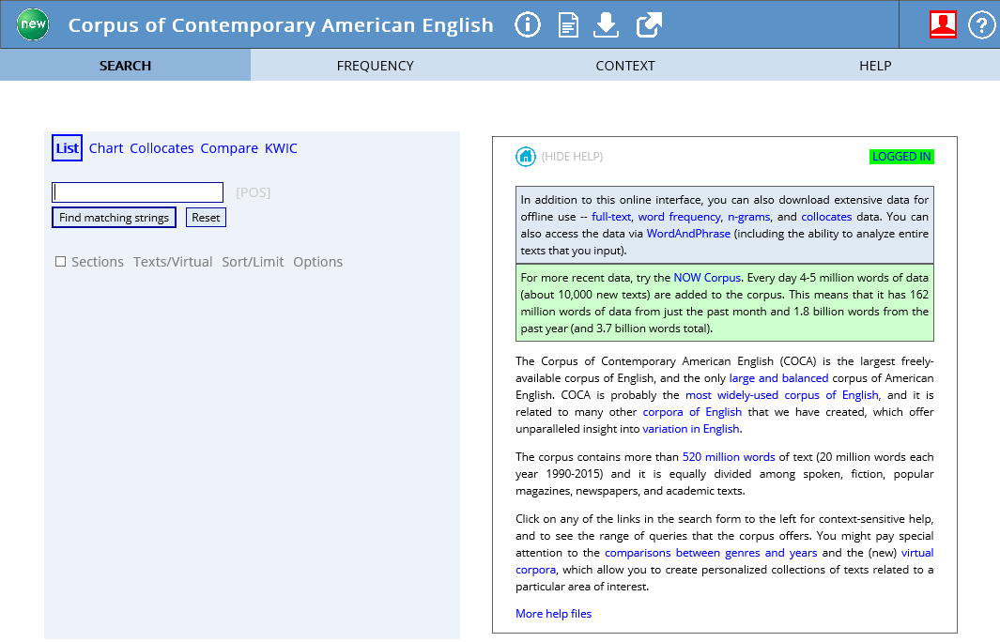 new Corpus of Contemporary American English
SEARCH FREQUENCY CONTEXT HELP
List Chart Collocates Compare KWIC
[POS]
Find matching strings Reset
Sections Texts/Virtual Sort/Limit Options
(HIDE HELP) LOGGED IN
In addition to this online interface, you can also download extensive data for
offline use -- full-text, word frequency, n-grams, and collocates data. You can
also access the data via WordAndPhrase (including the ability to analyze entire
texts that you input).
For more recent data, try the NOW Corpus. Every day 4-5 million words of data
(about 10,000 new texts) are added to the corpus. This means that it has 162
million words of data from just the past month and 1.8 billion words from the
past year (and 3.7 billion words total).
The Corpus of Contemporary American English (COCA) is the largest freely-
available corpus of English, and the only large and balanced corpus of American
English. COCA is probably the most widely-used corpus of English, and it is
related to many other corpora of English that we have created, which offer
unparalleled insight into variation in English.
The corpus contains more than 520 million words of text (20 million words each
year 1990-2015) and it is equally divided among spoken, fiction, popular
magazines, newspapers, and academic texts.
Click on any of the links in the search form to the left for context-sensitive help,
and to see the range of queries that the corpus offers. You might pay special
attention to the comparisons between genres and years and the (new) virtual
corpora, which allow you to create personalized collections of texts related to a
particular area of interest.
More help files